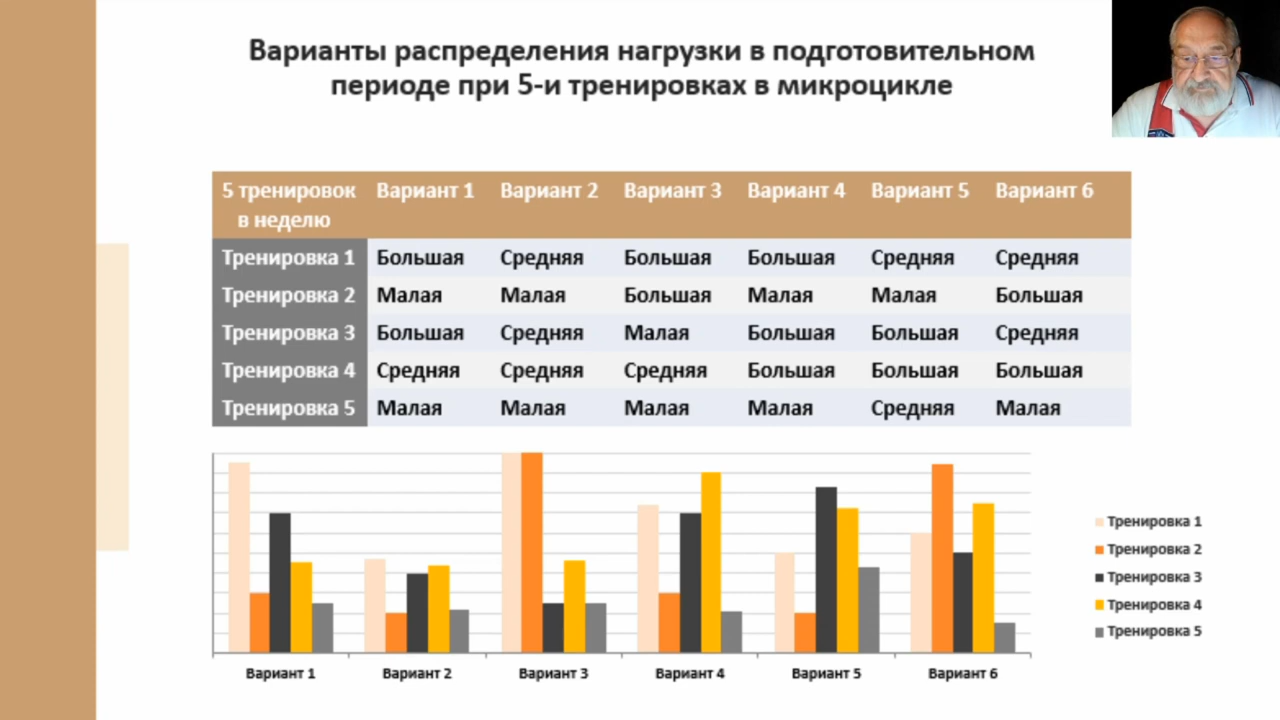 Варианты распределения нагрузки в подготовительном
периоде при 5-и тренировках в микроцикле
5 тренировок в неделю Вариант 1 Вариант 2 Вариант 3 Вариант 4 Вариант 5 Вариант 6
Тренировка 1 Большая Средняя Большая Большая Средняя Средняя
Тренировка 2 Малая Малая Большая Малая Малая Большая
Тренировка 3 Большая Средняя Малая Большая Большая Средняя
Тренировка 4 Средняя Средняя Средняя Большая Большая Большая
Тренировка 5 Малая Малая Малая Малая Средняя Малая
Тренировка 1
Тренировка 2
Тренировка 3
Тренировка 4
Тренировка 5
Вариант 1 Вариант 2 Вариант 3 Вариант 4 Вариант 5 Вариант 6